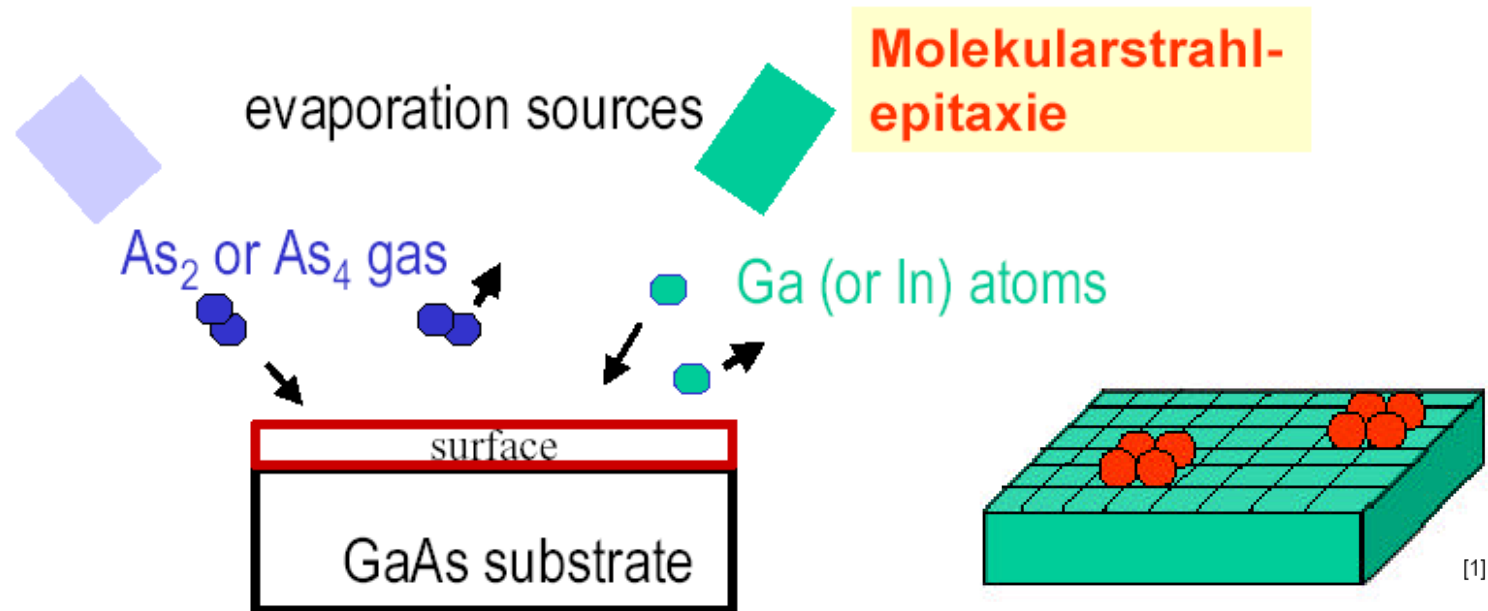 Molekularstrahl-
epitaxie
evaporation sources
As₂ or As₄ gas
Ga (or In) atoms
surface
GaAs substrate
[1]